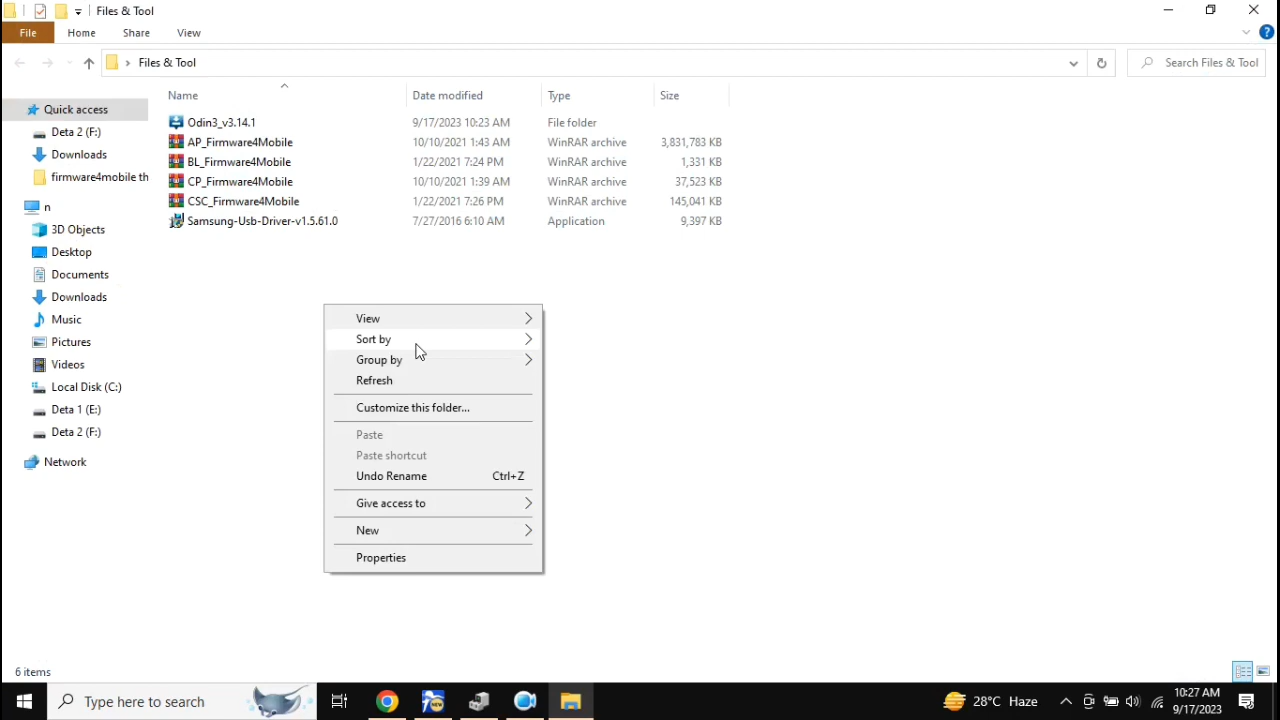 Files & Tool
File Home Share View
Files & Tool Search Files & Tool
Name Date modified Type Size
Quick access
Deta 2 (F:)
Downloads
firmware4mobile th
n
3D Objects
Desktop
Documents
Downloads
Music
Pictures
Videos
Local Disk (C:)
Deta 1 (E:)
Deta 2 (F:)
Network
Odin3_v3.14.1 9/17/2023 10:23 AM File folder
AP_Firmware4Mobile 10/10/2021 1:43 AM WinRAR archive 3,831,783 KB
BL_Firmware4Mobile 1/22/2021 7:24 PM WinRAR archive 1,331 KB
CP_Firmware4Mobile 10/10/2021 1:39 AM WinRAR archive 37,523 KB
CSC_Firmware4Mobile 1/22/2021 7:26 PM WinRAR archive 145,041 KB
Samsung-Usb-Driver-v1.5.61.0 7/27/2016 6:10 AM Application 9,397 KB
View
Sort by
Group by
Refresh
Customize this folder...
Paste
Paste shortcut
Undo Rename Ctrl+Z
Give access to
New
Properties
6 items
Type here to search
NEW
28°C Haze
10:27 AM
9/17/2023